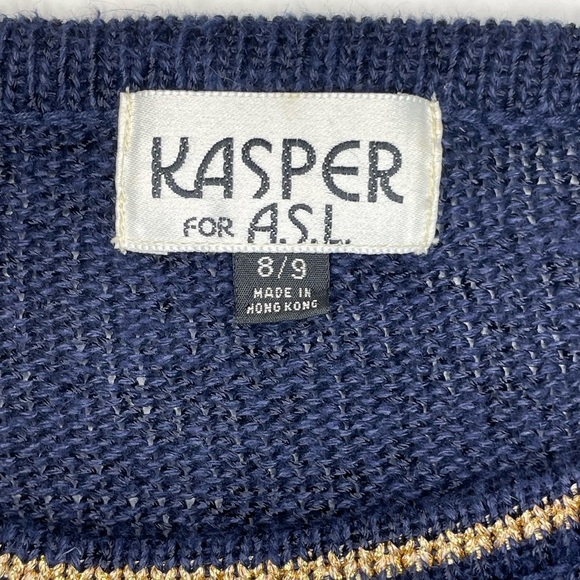 KASPER
FOR A.S.L.
8/9
MADE IN
HONG KONG